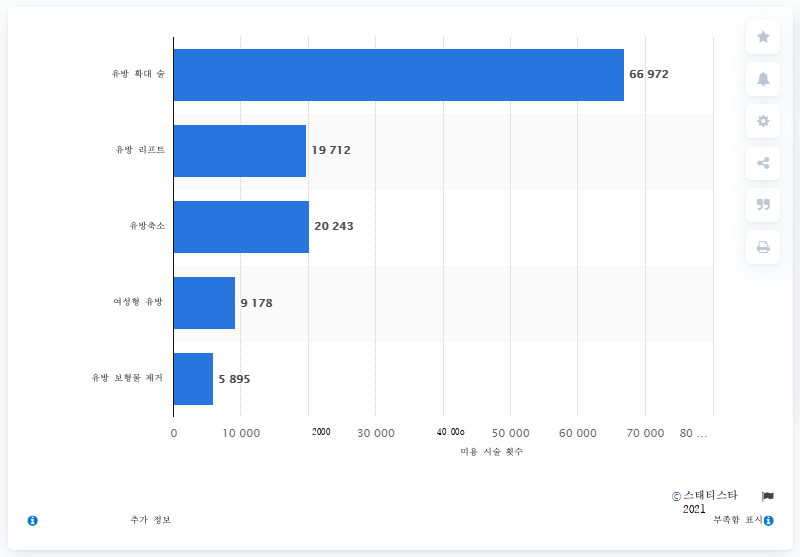 유방 확대 술
66 972
유방 리프트
19 712
유방축소
20 243
여성형 유방
9 178
유방 보형물 제거
5 895
0 10 000 2000 30 000 40 00o 50 000 60 000 70 000 80 ...
미용 시술 횟수
© 스태티스타
2021
추가 정보
부족함 표시